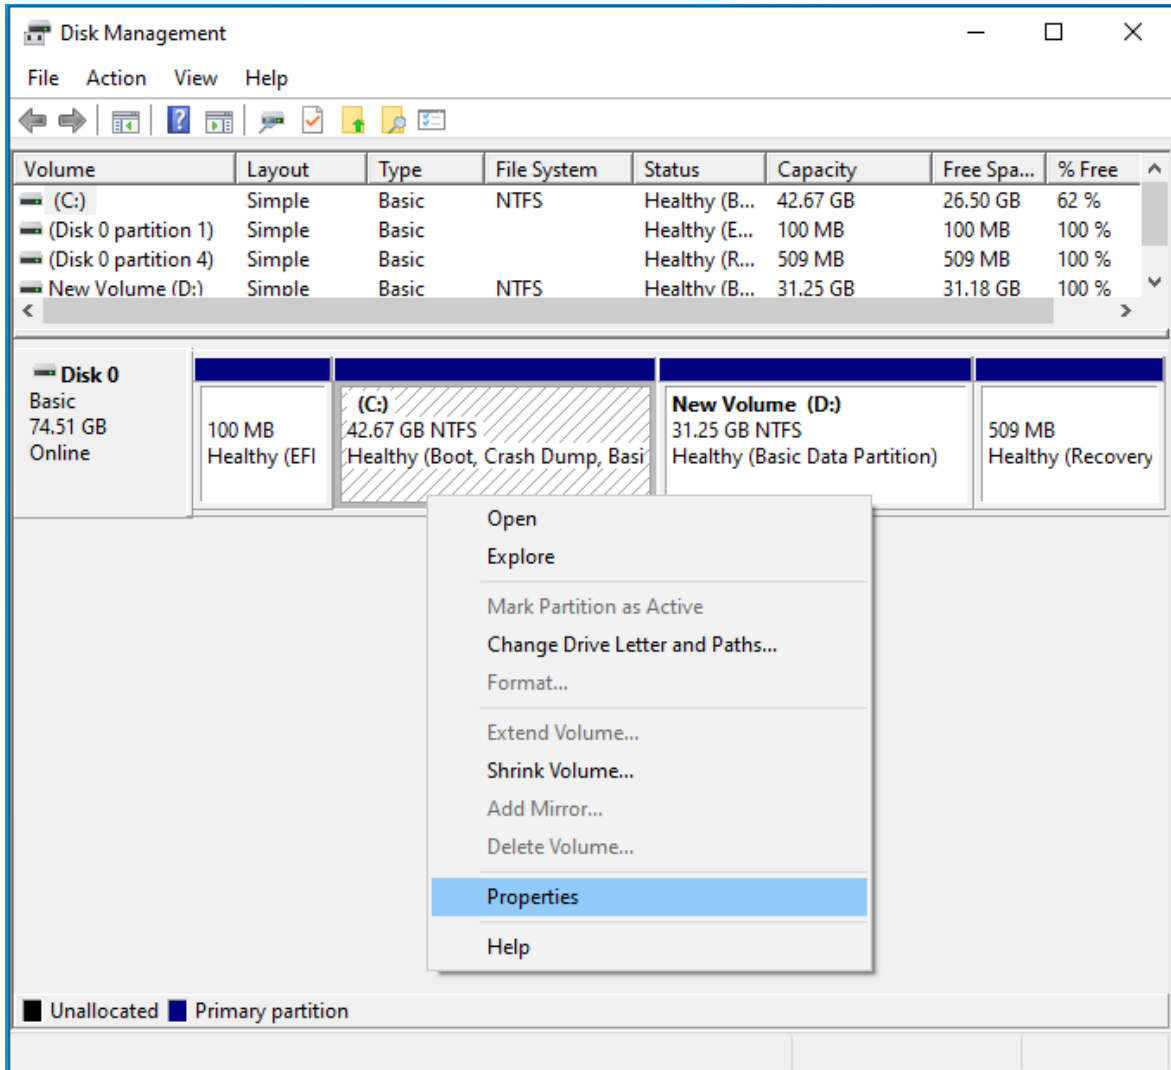 Disk Management
File Action View Help
Volume Layout Type File System Status Capacity Free Spa... % Free
(C:) Simple Basic NTFS Healthy (B... 42.67 GB 26.50 GB 62 %
(Disk 0 partition 1) Simple Basic Healthy (E... 100 MB 100 MB 100 %
(Disk 0 partition 4) Simple Basic Healthy (R... 509 MB 509 MB 100 %
New Volume (D:) Simple Basic NTFS Healthy (B... 31.25 GB 31.18 GB 100 %
Disk 0
Basic
74.51 GB
Online
100 MB
Healthy (EFI
(C:)
42.67 GB NTFS
Healthy (Boot, Crash Dump, Basi
New Volume (D:)
31.25 GB NTFS
Healthy (Basic Data Partition)
509 MB
Healthy (Recovery
Open
Explore
Mark Partition as Active
Change Drive Letter and Paths...
Format...
Extend Volume...
Shrink Volume...
Add Mirror...
Delete Volume...
Properties
Help
Unallocated Primary partition